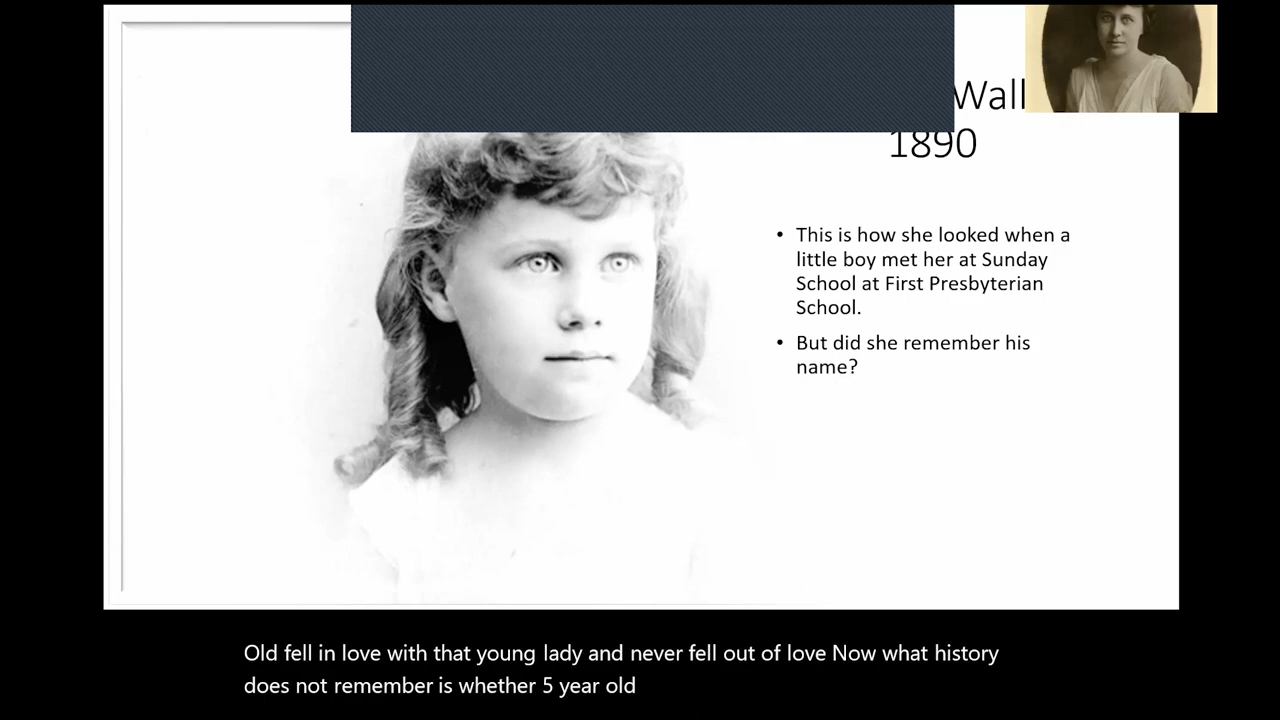 Wall
1890
• This is how she looked when a
little boy met her at Sunday
School at First Presbyterian
School.
• But did she remember his
name?
Old fell in love with that young lady and never fell out of love Now what history
does not remember is whether 5 year old